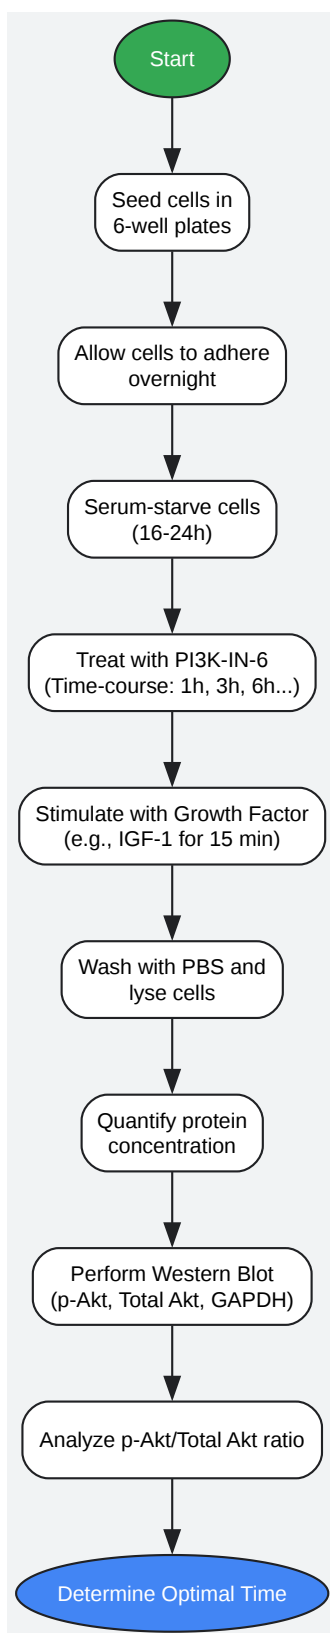 Start
Seed cells in
6-well plates
Allow cells to adhere
overnight
Serum-starve cells
(16-24h)
Treat with PI3K-IN-6
(Time-course: 1h, 3h, 6h...)
Stimulate with Growth Factor
(e.g., IGF-1 for 15 min)
Wash with PBS and
lyse cells
Quantify protein
concentration
Perform Western Blot
(p-Akt, Total Akt, GAPDH)
Analyze p-Akt/Total Akt ratio
Determine Optimal Time